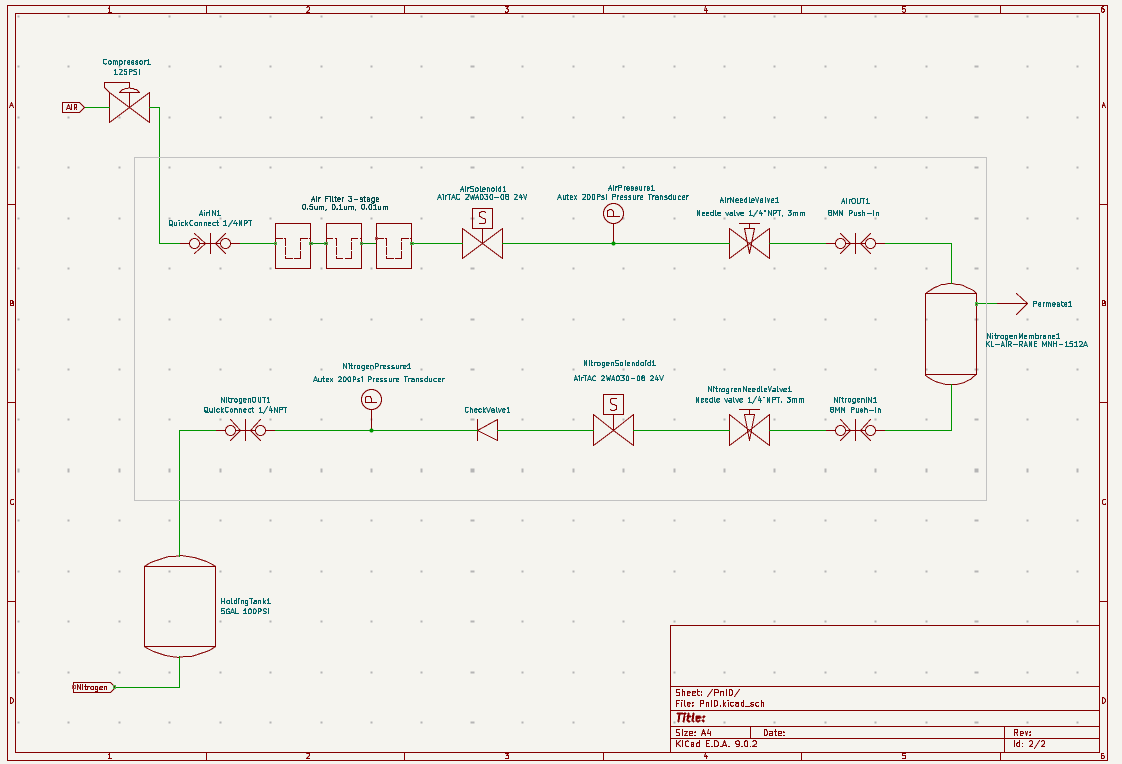 1 2 3 4 5 6
Compressor1
125PSI
A
AIR
A
AirIN1
QuickConnect 1/4NPT
Air Filter 3-stage
0.5um, 0.1um, 0.01um
AirSolenoid1
AirTAC 2WA030-08 24V
S
AirPressure1
Autex 200Psi Pressure Transducer
P
AirNeedleValve1
Needle valve 1/4"NPT, 3mm
AirOUT1
8MN Push-In
B
B
Permeate1
NitrogenMembrane1
KL-AIR-RANE MNH-1512A
NitrogenOUT1
QuickConnect 1/4NPT
NitrogenPressure1
Autex 200Psi Pressure Transducer
P
CheckValve1
NitrogenSolendoid1
AirTAC 2WA030-08 24V
S
NitrogrenNeedleValve1
Needle valve 1/4"NPT, 3mm
NitrogenIN1
8MN Push-In
C
C
HoldingTank1
5GAL 100PSI
Nitrogen
D
D
Sheet: /PnID/
File: PnID.kicad_sch
Title:
Size: A4 Date: Rev:
KiCad E.D.A. 9.0.2 Id: 2/2
1 2 3 4 5 6